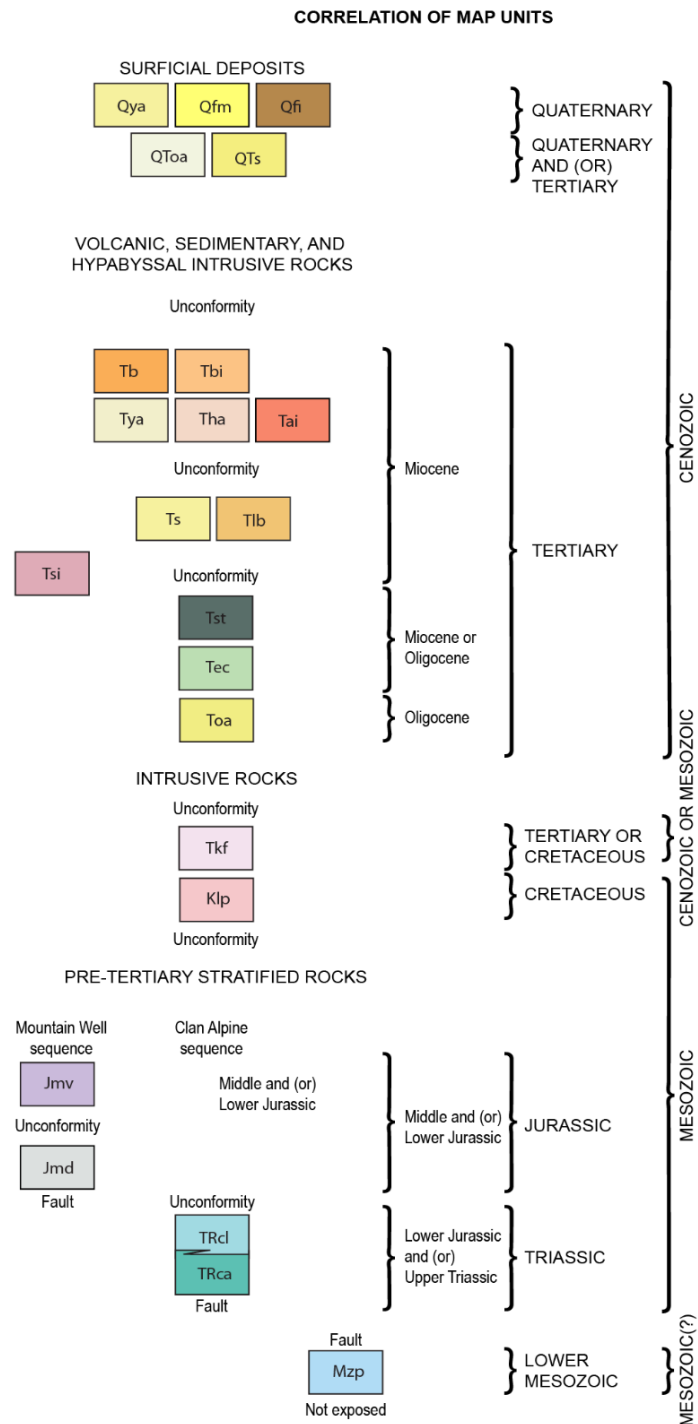 CORRELATION OF MAP UNITS
SURFICIAL DEPOSITS
Qya
Qfm
Qfi
QUATERNARY
QToa
QTs
QUATERNARY
AND (OR)
TERTIARY
VOLCANIC, SEDIMENTARY, AND
HYPABYSSAL INTRUSIVE ROCKS
Unconformity
Tb
Tbi
Tya
Tha
Tai
Unconformity
Miocene
Ts
Tlb
Tsi
Unconformity
TERTIARY
CENOZOIC
Tst
Tec
Miocene or
Oligocene
Toa
Oligocene
INTRUSIVE ROCKS
Unconformity
Tkf
TERTIARY OR
CRETACEOUS
CENOZOIC OR MESOZOIC
Klp
CRETACEOUS
Unconformity
PRE-TERTIARY STRATIFIED ROCKS
Mountain Well
sequence
Clan Alpine
sequence
Jmv
Middle and (or)
Lower Jurassic
Unconformity
Jmd
Fault
Middle and (or)
Lower Jurassic
JURASSIC
MESOZOIC
Unconformity
TRcl
TRca
Fault
Lower Jurassic
and (or)
Upper Triassic
TRIASSIC
Fault
Mzp
Not exposed
LOWER
MESOZOIC
MESOZOIC(?)